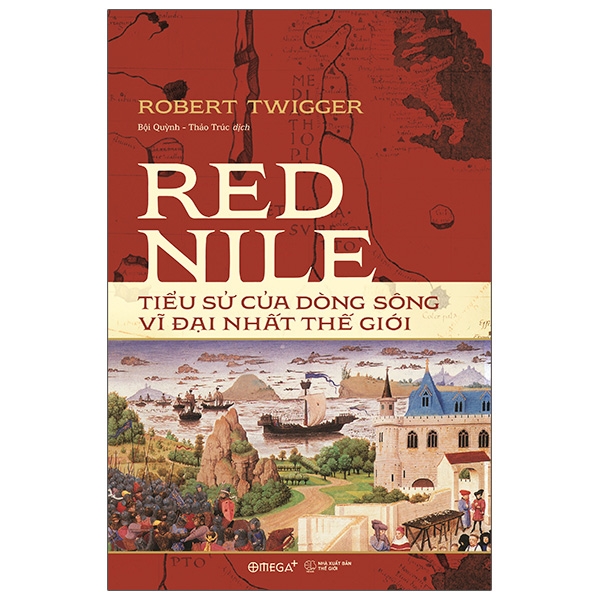 ROBERT TWIGGER
Bội Quỳnh - Thảo Trúc dịch
RED
NILE
TIỂU SỬ CỦA DÒNG SÔNG
VĨ ĐẠI NHẤT THẾ GIỚI
PTO
OMEGA+
NHÀ XUẤT BẢN
THẾ GIỚI